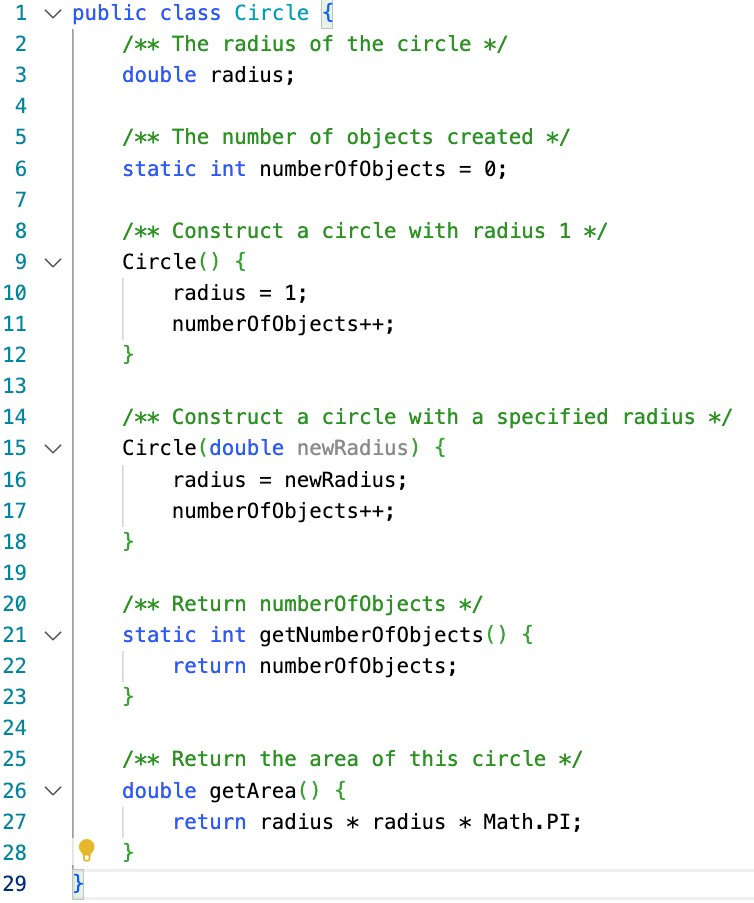 1 public class Circle {
2     /** The radius of the circle */
3     double radius;
4
5     /** The number of objects created */
6     static int numberOfObjects = 0;
7
8     /** Construct a circle with radius 1 */
9     Circle() {
10         radius = 1;
11         numberOfObjects++;
12     }
13
14     /** Construct a circle with a specified radius */
15     Circle(double newRadius) {
16         radius = newRadius;
17         numberOfObjects++;
18     }
19
20     /** Return numberOfObjects */
21     static int getNumberOfObjects() {
22         return numberOfObjects;
23     }
24
25     /** Return the area of this circle */
26     double getArea() {
27         return radius * radius * Math.PI;
28     }
29 }